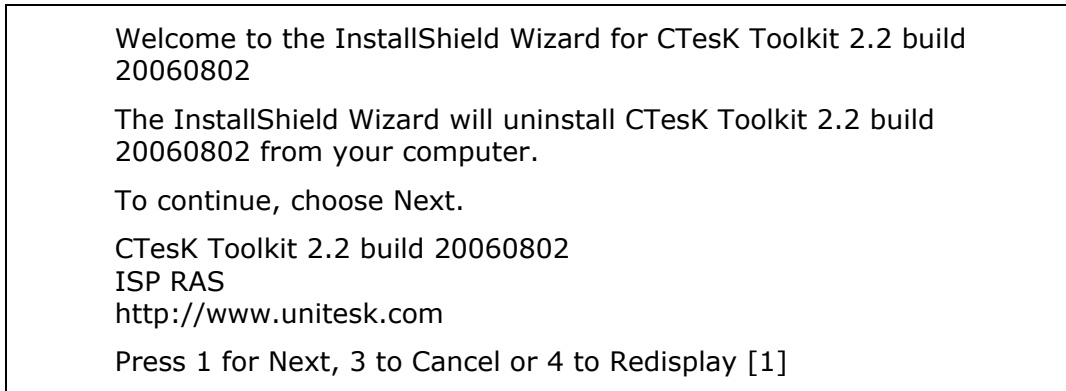 Welcome to the InstallShield Wizard for CTesK Toolkit 2.2 build
20060802
The InstallShield Wizard will uninstall CTesK Toolkit 2.2 build
20060802 from your computer.
To continue, choose Next.
CTesK Toolkit 2.2 build 20060802
ISP RAS
http://www.unitesk.com
Press 1 for Next, 3 to Cancel or 4 to Redisplay [1]